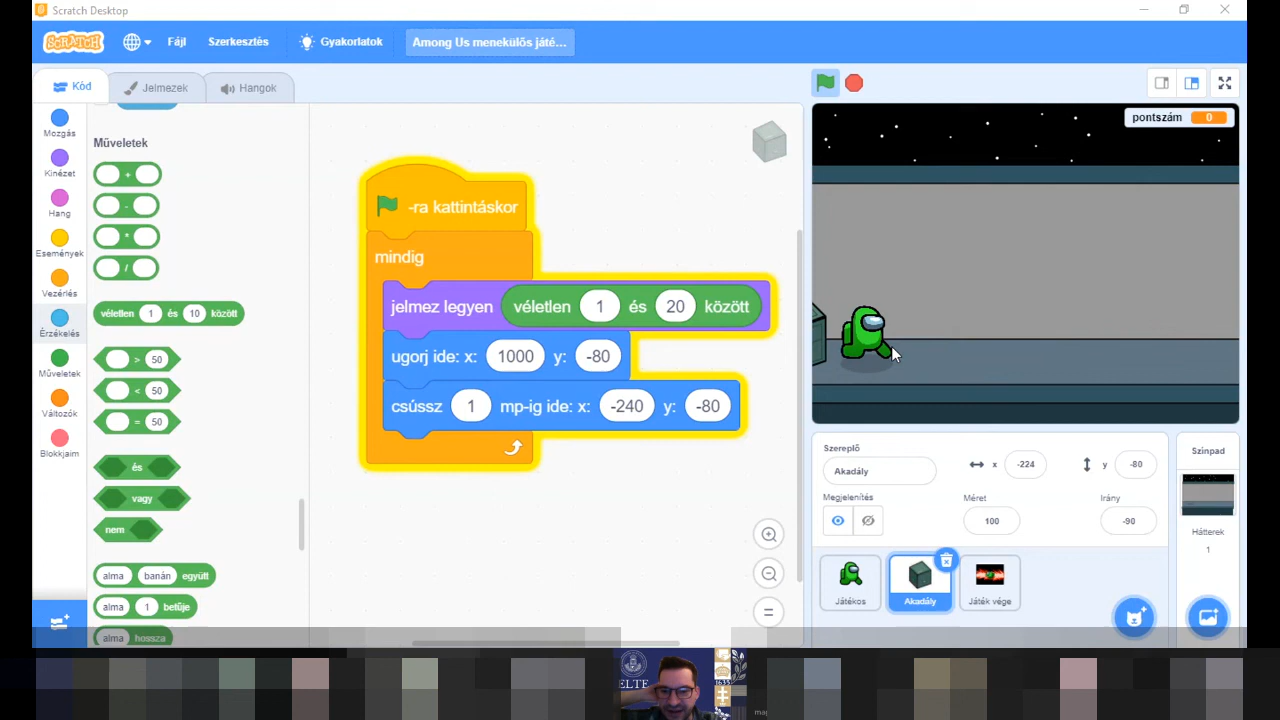 Scratch Desktop
SCRATCH
Fájl
Szerkesztés
Gyakorlatok
Among Us menekülős játé...
Kód
Jelmezek
Hangok
Mozgás
Kinézet
Hang
Események
Vezérlés
Érzékelés
Műveletek
Változók
Blokkjaim
Műveletek
+
-
*
/
véletlen 1 és 10 között
> 50
< 50
= 50
és
vagy
nem
alma banán együtt
alma 1 betűje
alma hossza
-ra kattintáskor
mindig
jelmez legyen véletlen 1 és 20 között
ugorj ide: x: 1000 y: -80
csússz 1 mp-ig ide: x: -240 y: -80
pontszám 0
Szereplő
Akadály
x -224
y -80
Megjelenítés
Méret
100
Irány
-90
Játékos
Akadály
Játék vége
Színpad
Hátterek
1
ELTE
1635